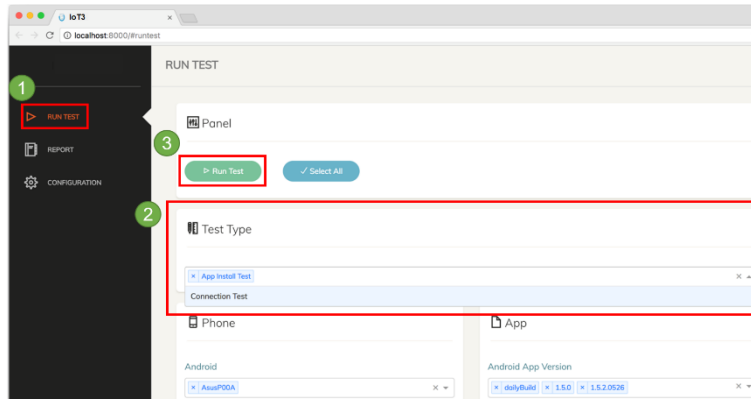 IoT3
localhost:8000/#runtest
RUN TEST
1
RUN TEST
REPORT
CONFIGURATION
Panel
3
Run Test
Select All
2
Test Type
× App Install Test
Connection Test
Phone
App
Android
Android App Version
× AsusP00A
× dailyBuild × 1.5.0 × 1.5.2.0526